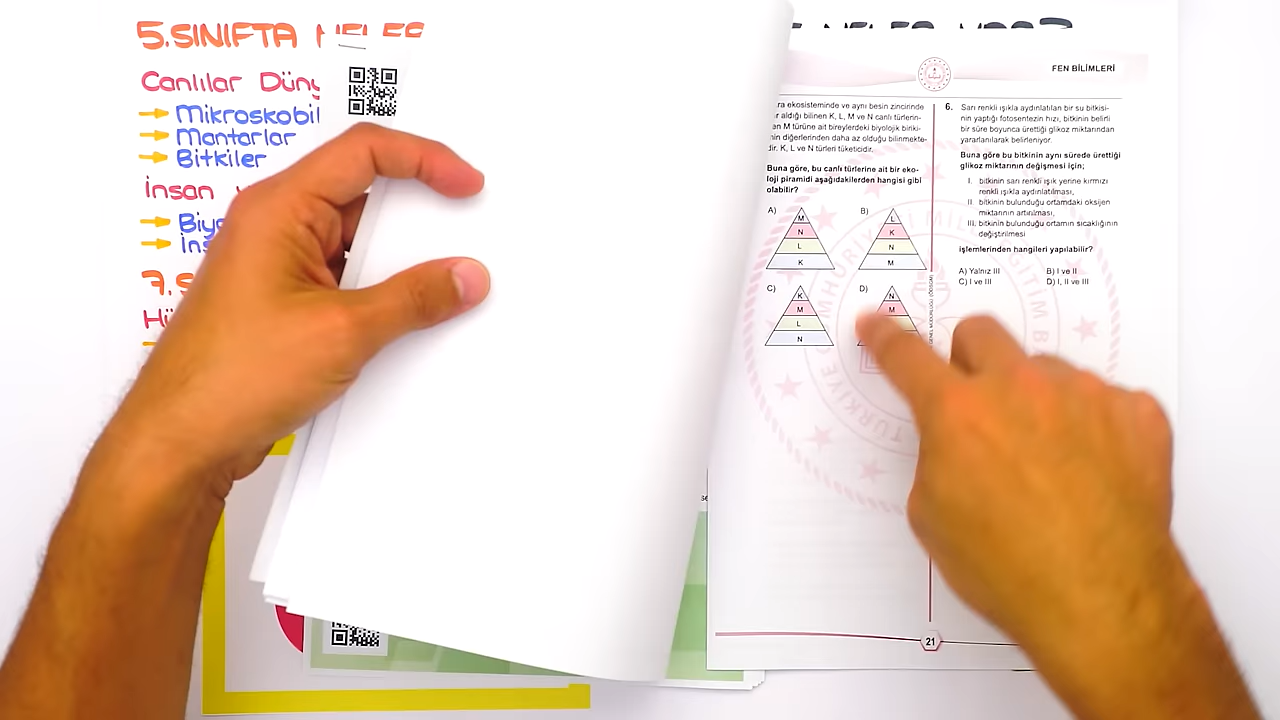 5.SINIFTA
Canlılar
Mikroskobil
Mantarlar
Bitkiler
İnsan
7.S
FEN BİLİMLERİ
ekosisteminde ve aynı besin zincirinde
aldığı bilinen K, L, M ve N canlı türlerin-
M türüne ait bireylerdeki biyolojik biriki-
diğerlerinden daha az olduğu bilinmekte-
dir. K, L ve N türleri tüketicidir.
Buna göre, bu canlı türlerine ait bir eko-
loji piramidi aşağıdakilerden hangisi gibi
olabilir?
A)
M
N
L
K
B)
L
K
N
M
C)
K
M
L
N
D)
N
M
6. Sarı renkli ışıkla aydınlatılan bir su bitkisi-
nin yaptığı fotosentezin hızı, bitkinin belirli
bir süre boyunca ürettiği glikoz miktarından
yararlanılarak belirleniyor.
Buna göre bu bitkinin aynı sürede ürettiği
glikoz miktarının değişmesi için;
I. bitkinin sarı renkli ışık yerine kırmızı
renkli ışıkla aydınlatılması,
II. bitkinin bulunduğu ortamdaki oksijen
miktarının artırılması,
III. bitkinin bulunduğu ortamın sıcaklığının
değiştirilmesi
işlemlerinden hangileri yapılabilir?
A) Yalnız III B) I ve II
C) I ve III D) I, II ve III
21